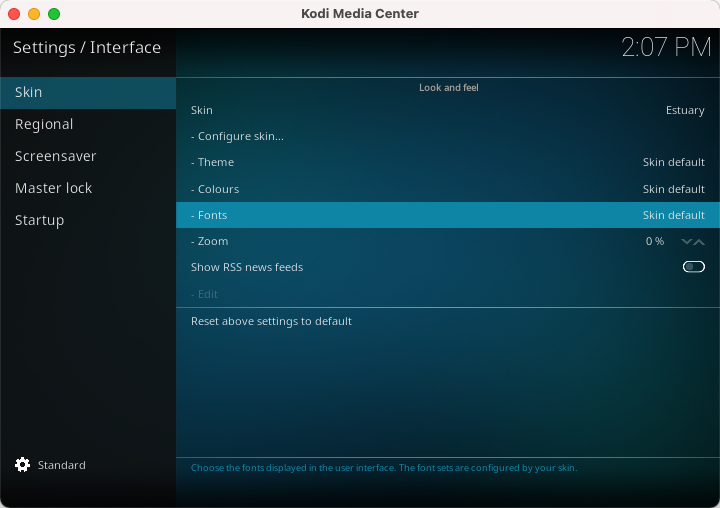 Kodi Media Center
Settings / Interface
2:07 PM
Skin
Regional
Screensaver
Master lock
Startup
Standard
Look and feel
Skin Estuary
- Configure skin...
- Theme Skin default
- Colours Skin default
- Fonts Skin default
- Zoom 0 %
Show RSS news feeds
- Edit
Reset above settings to default
Choose the fonts displayed in the user interface. The font sets are configured by your skin.